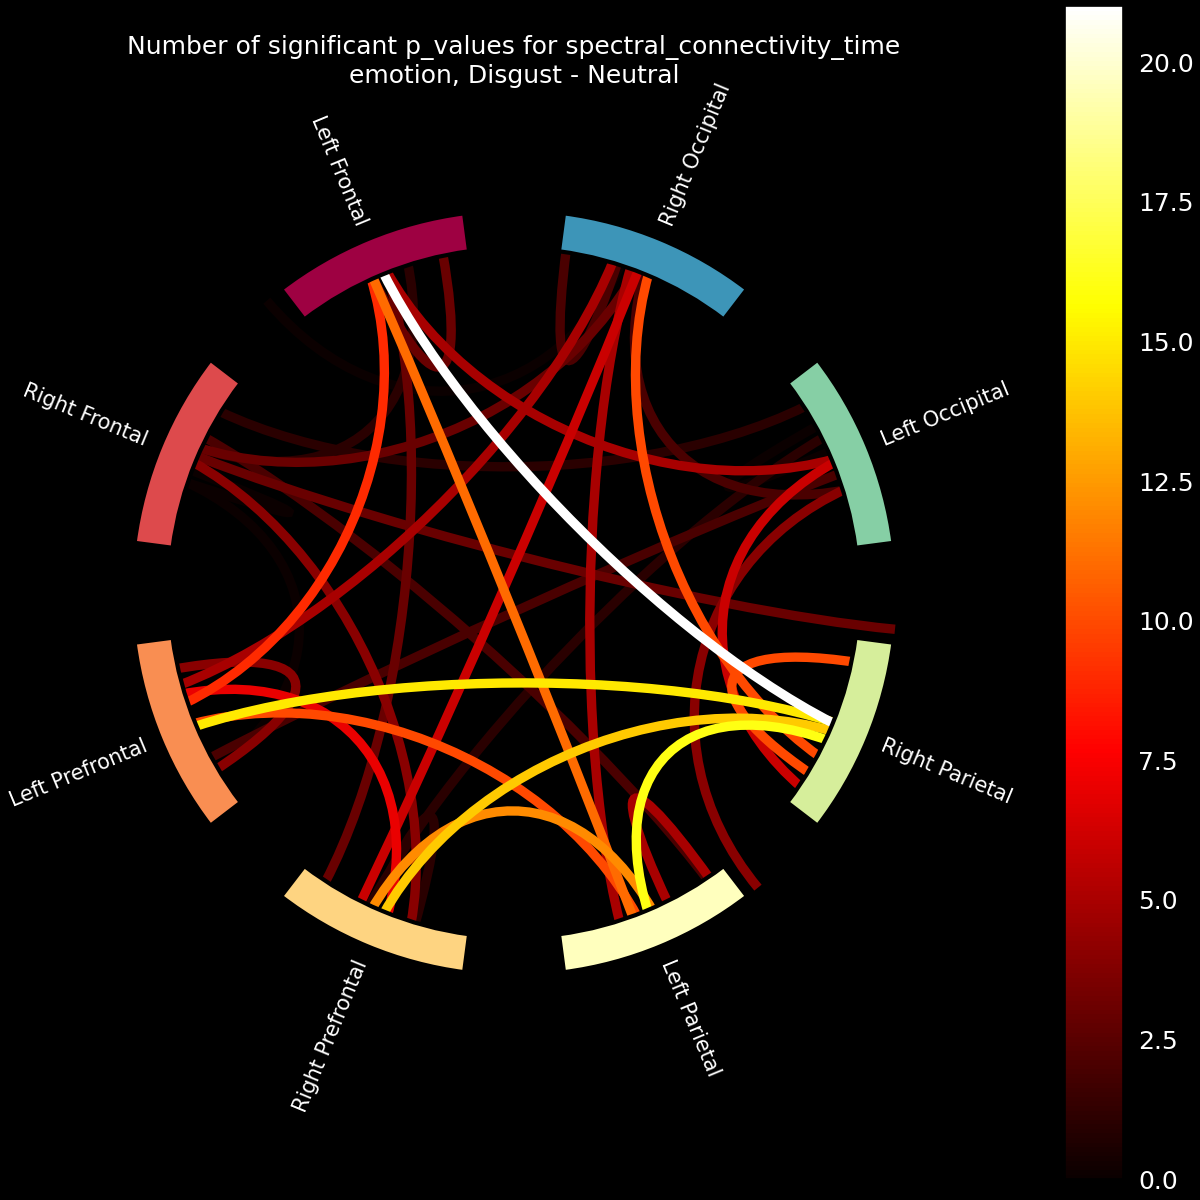 Number of significant p_values for spectral_connectivity_time
emotion, Disgust - Neutral
Left Frontal
Right Occipital
Right Frontal
Left Occipital
Left Prefrontal
Right Parietal
Right Prefrontal
Left Parietal
20.0
17.5
15.0
12.5
10.0
7.5
5.0
2.5
0.0